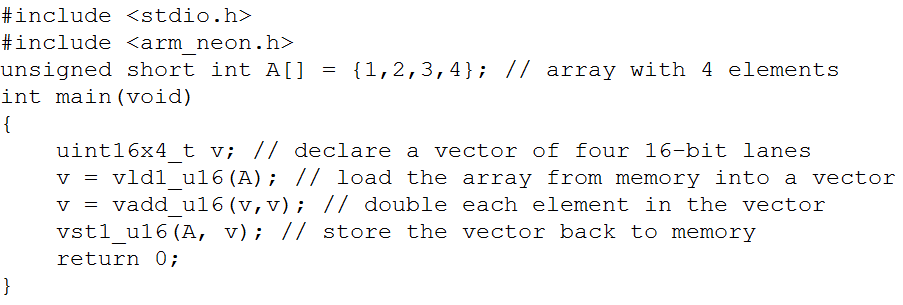 #include <stdio.h>
#include <arm_neon.h>
unsigned short int A[] = {1,2,3,4}; // array with 4 elements
int main(void)
{
    uint16x4_t v; // declare a vector of four 16-bit lanes
    v = vld1_u16(A); // load the array from memory into a vector
    v = vadd_u16(v,v); // double each element in the vector
    vst1_u16(A, v); // store the vector back to memory
    return 0;
}